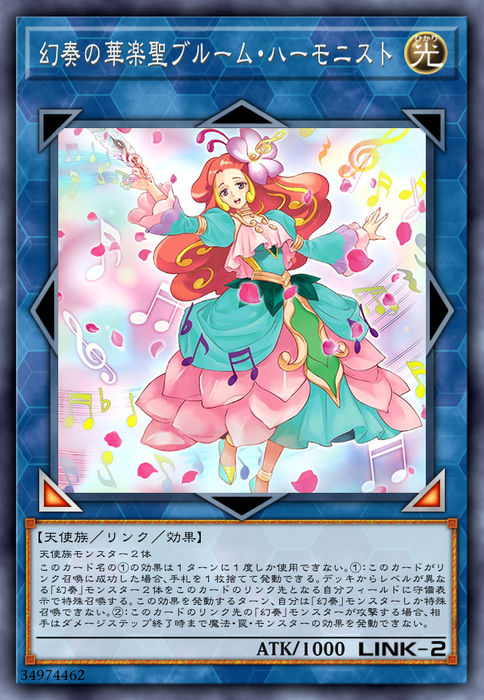 幻奏の華楽聖ブルーム・ハーモニスト
ひかり
光
【天使族／リンク／効果】
天使族モンスター２体
このカード名の①の効果は１ターンに１度しか使用できない。①：このカードがリ
ンク召喚に成功した場合、手札を１枚捨てて発動できる。デッキからレベルが異な
る「幻奏」モンスター２体をこのカードのリンク先となる自分フィールドに守備表
示で特殊召喚する。この効果を発動するターン、自分は「幻奏」モンスターしか特殊
召喚できない。②：このカードのリンク先の「幻奏」モンスターが攻撃する場合、相
手はダメージステップ終了時まで魔法・罠・モンスターの効果を発動できない。
ATK/1000 LINK-2
34974462